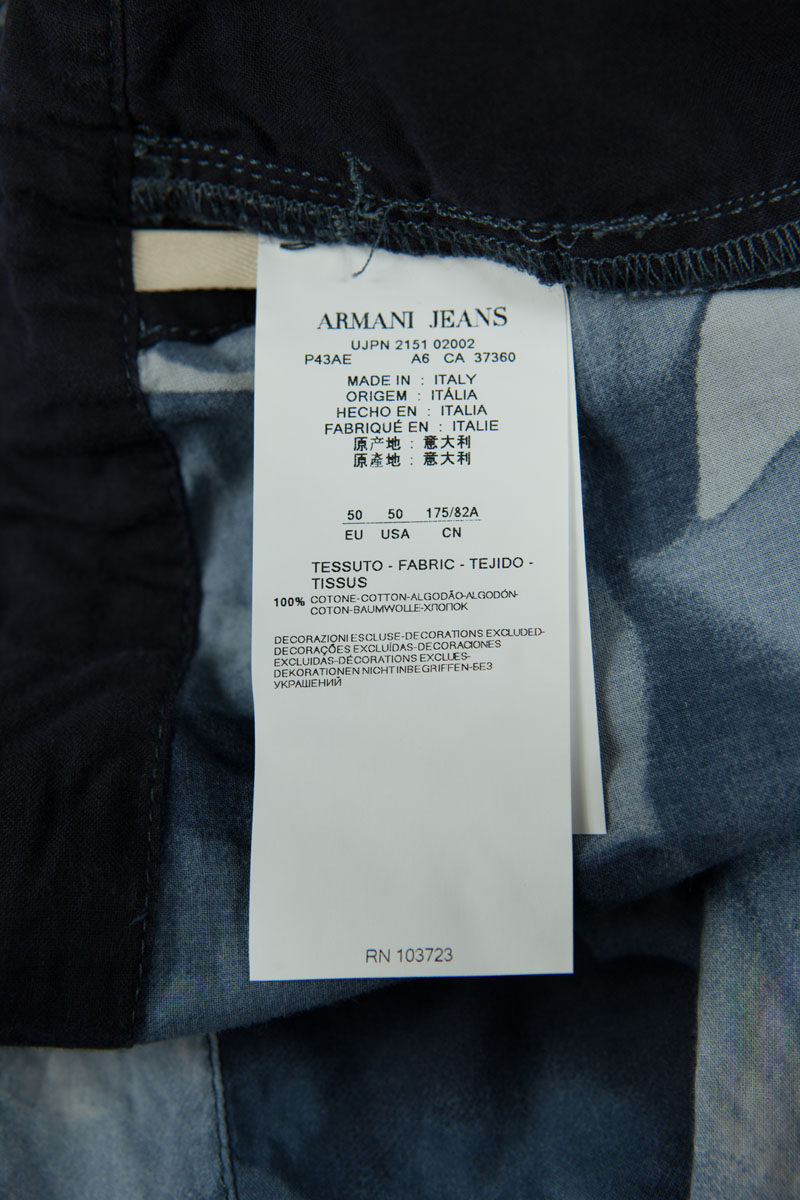 ARMANI JEANS
UJPN 2151 02002
P43AE A6 CA 37360
MADE IN : ITALY
ORIGEM : ITÁLIA
HECHO EN : ITALIA
FABRIQUÉ EN : ITALIE
原产地 : 意大利
原產地 : 意大利
50 50 175/82A
EU USA CN
TESSUTO - FABRIC - TEJIDO -
TISSUS
100% COTONE-COTTON-ALGODÃO-ALGODÓN-
COTON-BAUMWOLLE-ХЛОПОК
DECORAZIONI ESCLUSE-DECORATIONS EXCLUDED-
DECORAÇÕES EXCLUÍDAS-DECORACIONES
EXCLUIDAS-DÉCORATIONS EXCLUES-
DEKORATIONEN NICHT INBEGRIFFEN-БЕЗ
УКРАШЕНИЙ
RN 103723